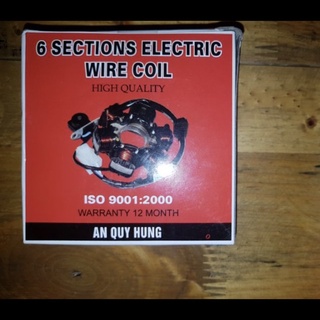 6 SECTIONS ELECTRIC
WIRE COIL
HIGH QUALITY
ISO 9001:2000
WARRANTY 12 MONTH
AN QUY HUNG